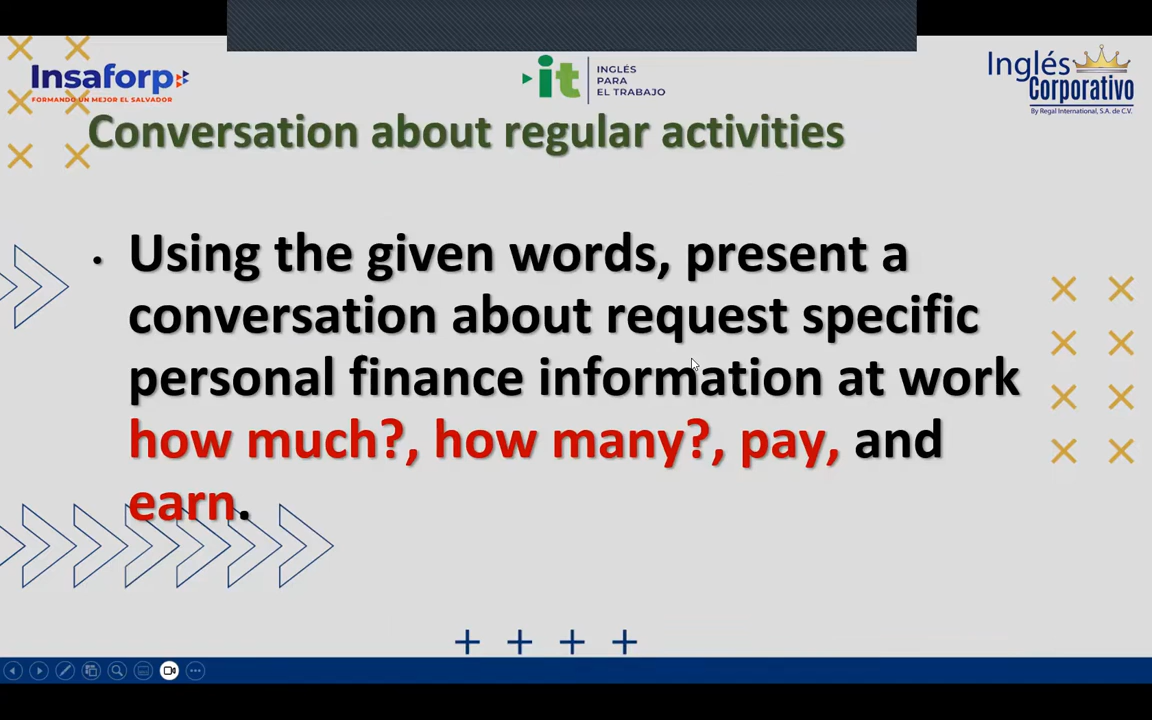 Insaforp
FORMANDO UN MEJOR EL SALVADOR
it
INGLÉS
PARA
EL TRABAJO
Inglés
Corporativo
By Regal International, S.A. de C.V.
Conversation about regular activities
• Using the given words, present a
conversation about request specific
personal finance information at work
how much?, how many?, pay, and
earn.